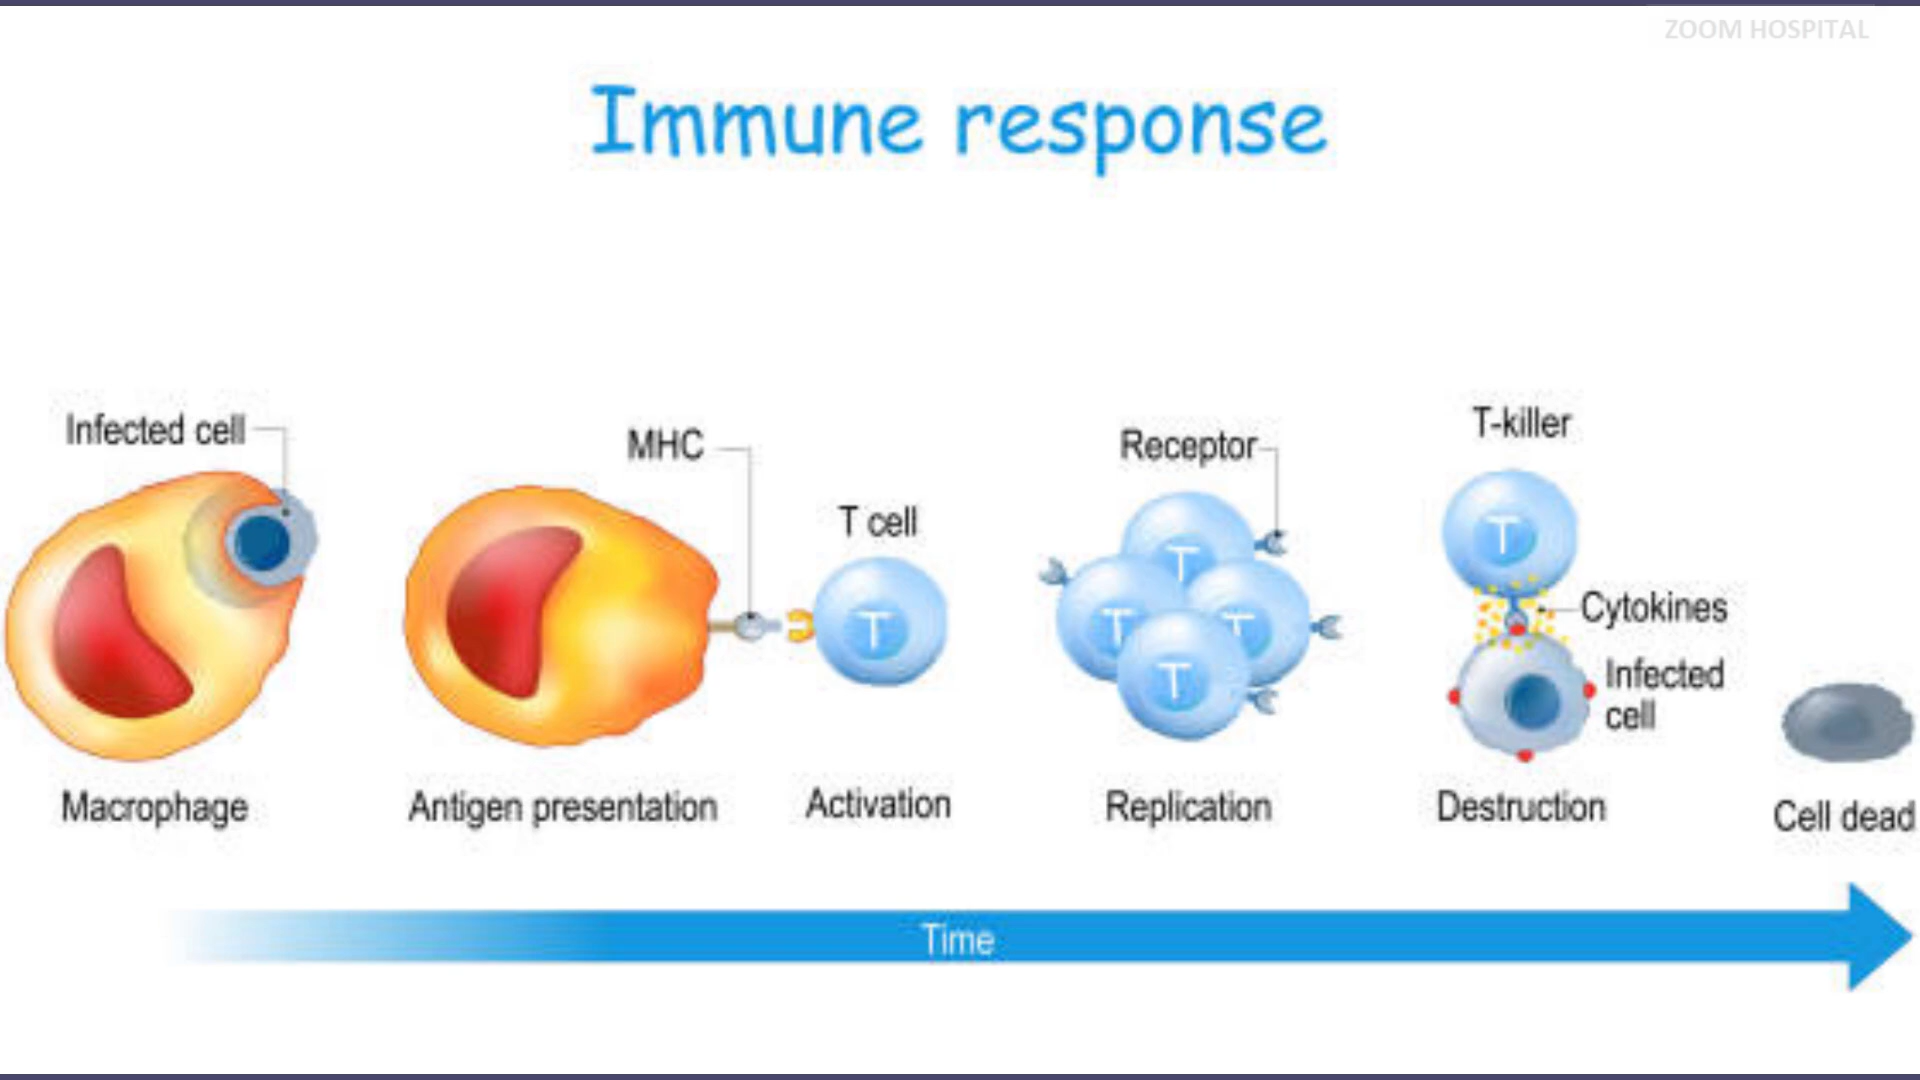 ZOOM HOSPITAL
Immune response
Infected cell
MHC
T cell
Receptor
T-killer
T
T
T
T
T
T
Cytokines
Infected
cell
Macrophage
Antigen presentation
Activation
Replication
Destruction
Cell dead
Time